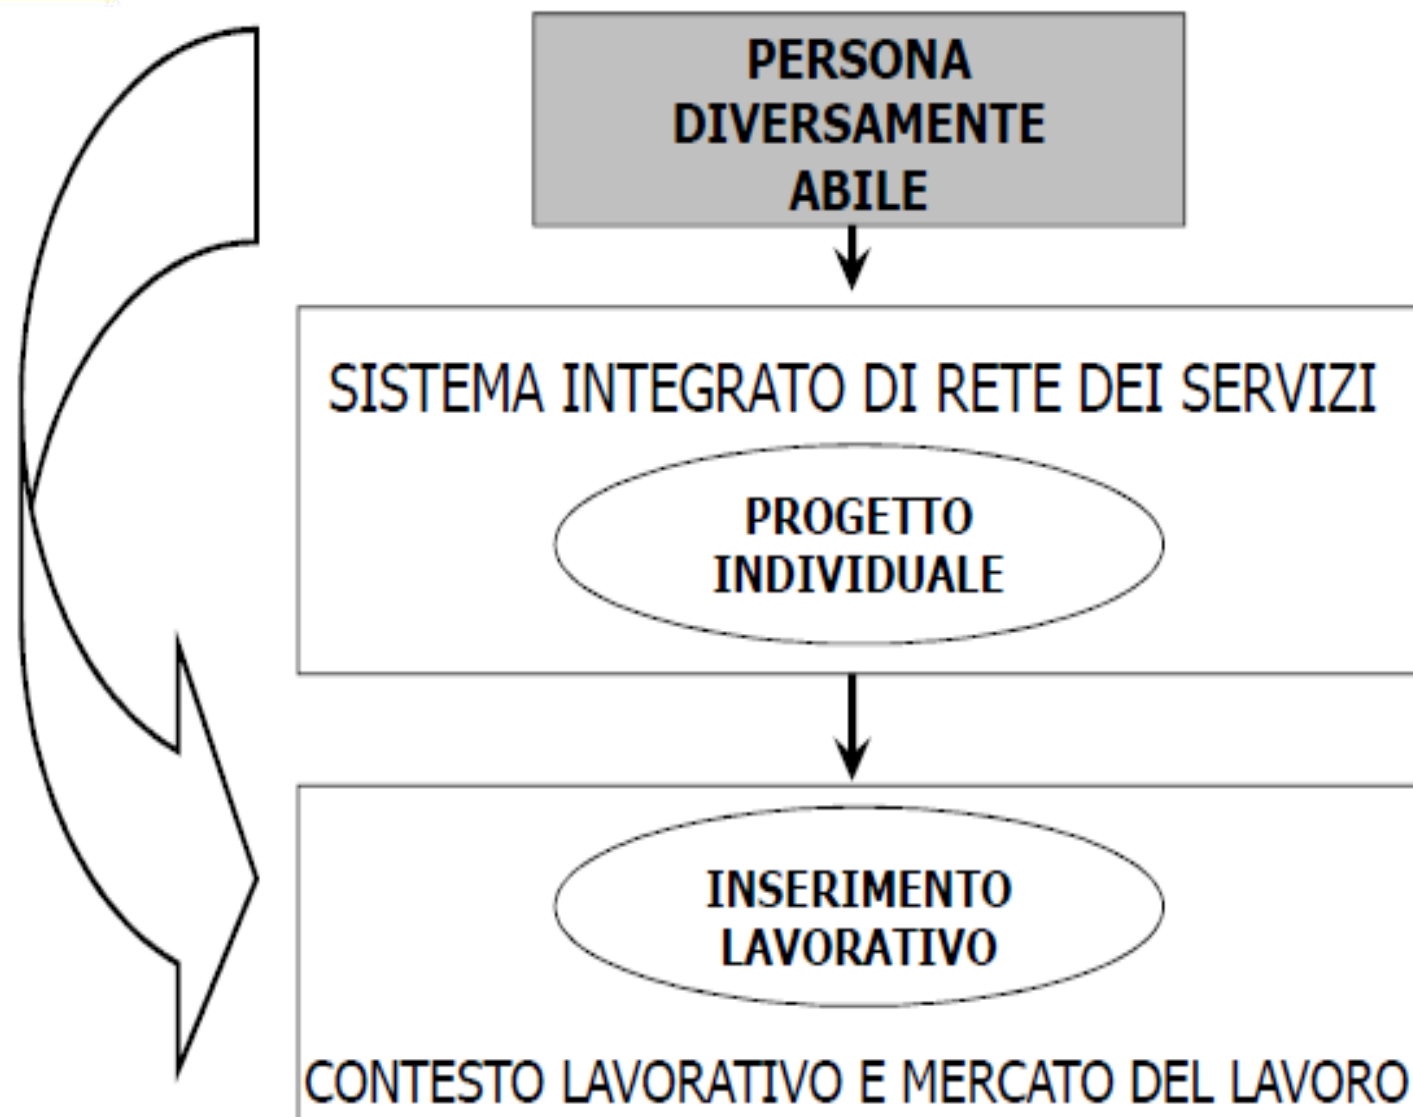 PERSONA
DIVERSAMENTE
ABILE
SISTEMA INTEGRATO DI RETE DEI SERVIZI
PROGETTO
INDIVIDUALE
INSERIMENTO
LAVORATIVO
CONTESTO LAVORATIVO E MERCATO DEL LAVORO